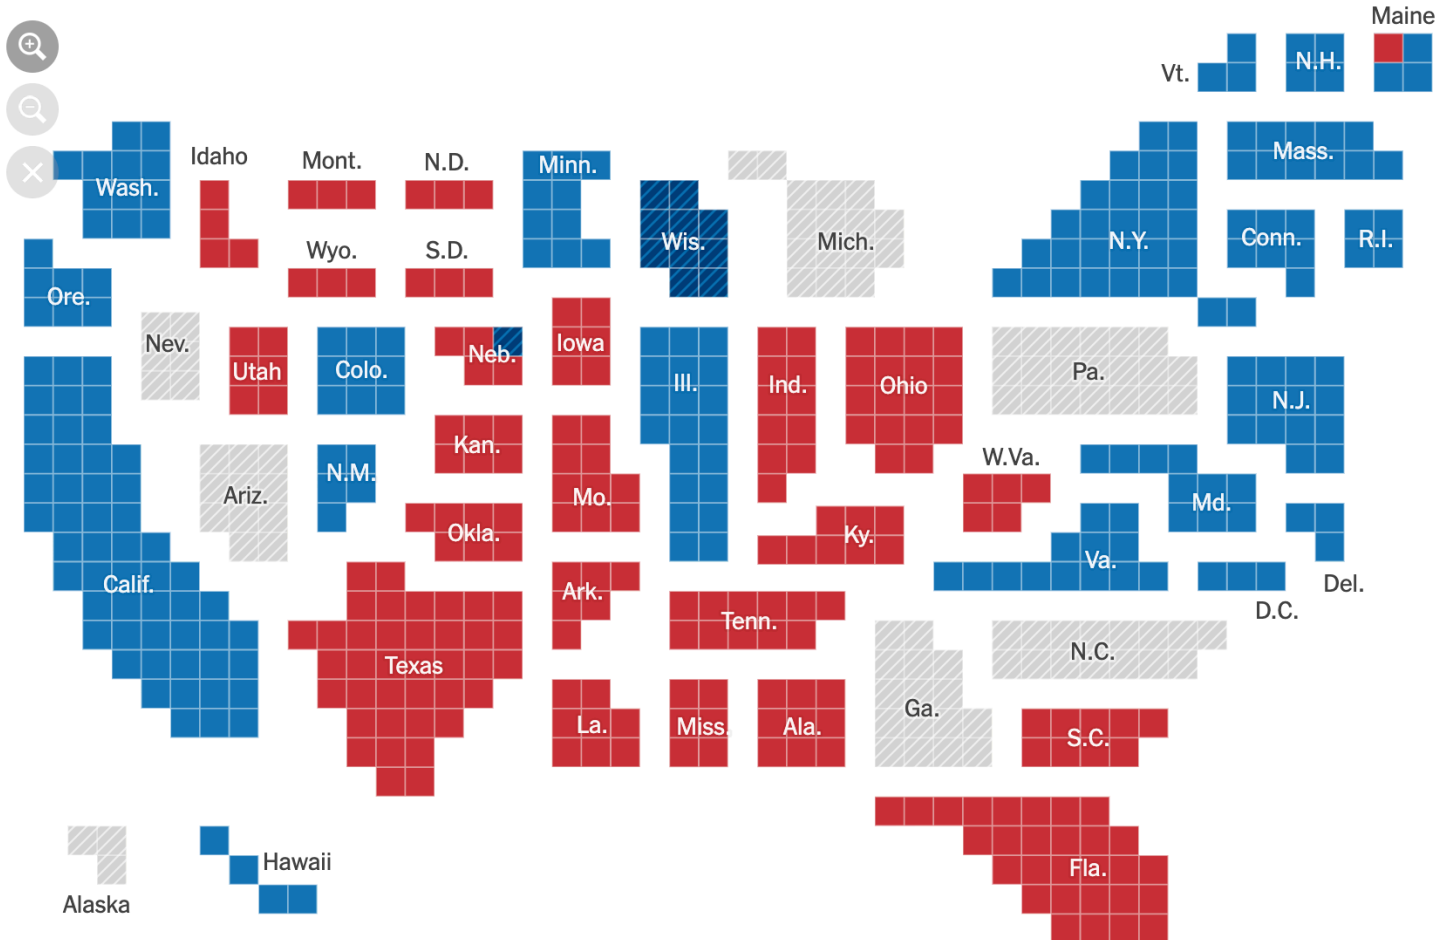 Maine
Vt.
N.H.
Mass.
Idaho
Mont.
N.D.
Minn.
Wash.
Wis.
Mich.
N.Y.
Conn.
R.I.
Wyo.
S.D.
Ore.
Nev.
Utah
Colo.
Neb.
Iowa
Ill.
Ind.
Ohio
Pa.
N.J.
Kan.
W.Va.
N.M.
Ariz.
Mo.
Md.
Okla.
Ky.
Va.
Del.
Calif.
Ark.
D.C.
Tenn.
Texas
N.C.
Ga.
La.
Miss.
Ala.
S.C.
Hawaii
Fla.
Alaska